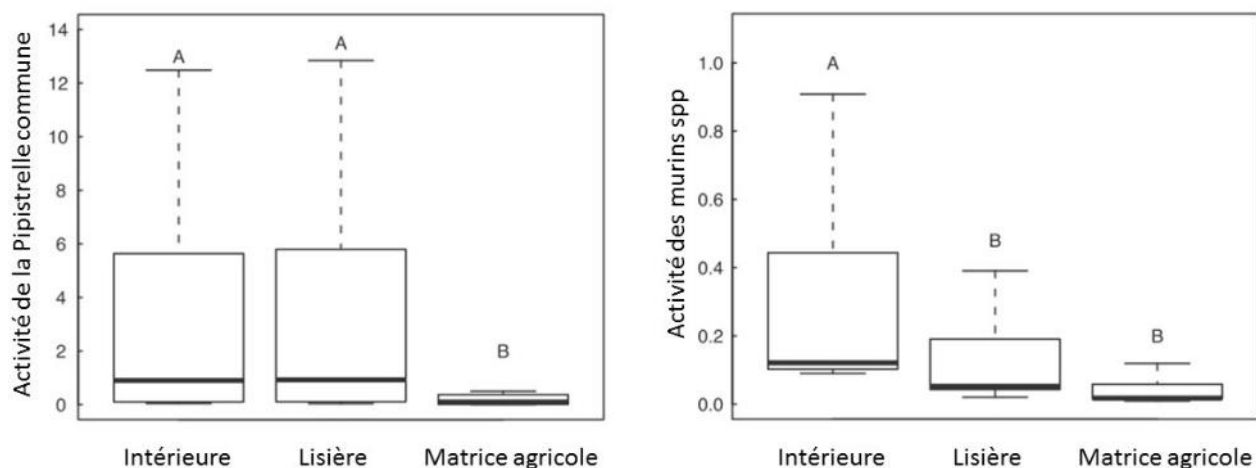 Activité de la Pipistrelle commune
14
12
10
8
6
4
2
0
A
A
B
Intérieure Lisière Matrice agricole
Activité des murins spp
1.0
0.8
0.6
0.4
0.2
0.0
A
B
B
Intérieure Lisière Matrice agricole